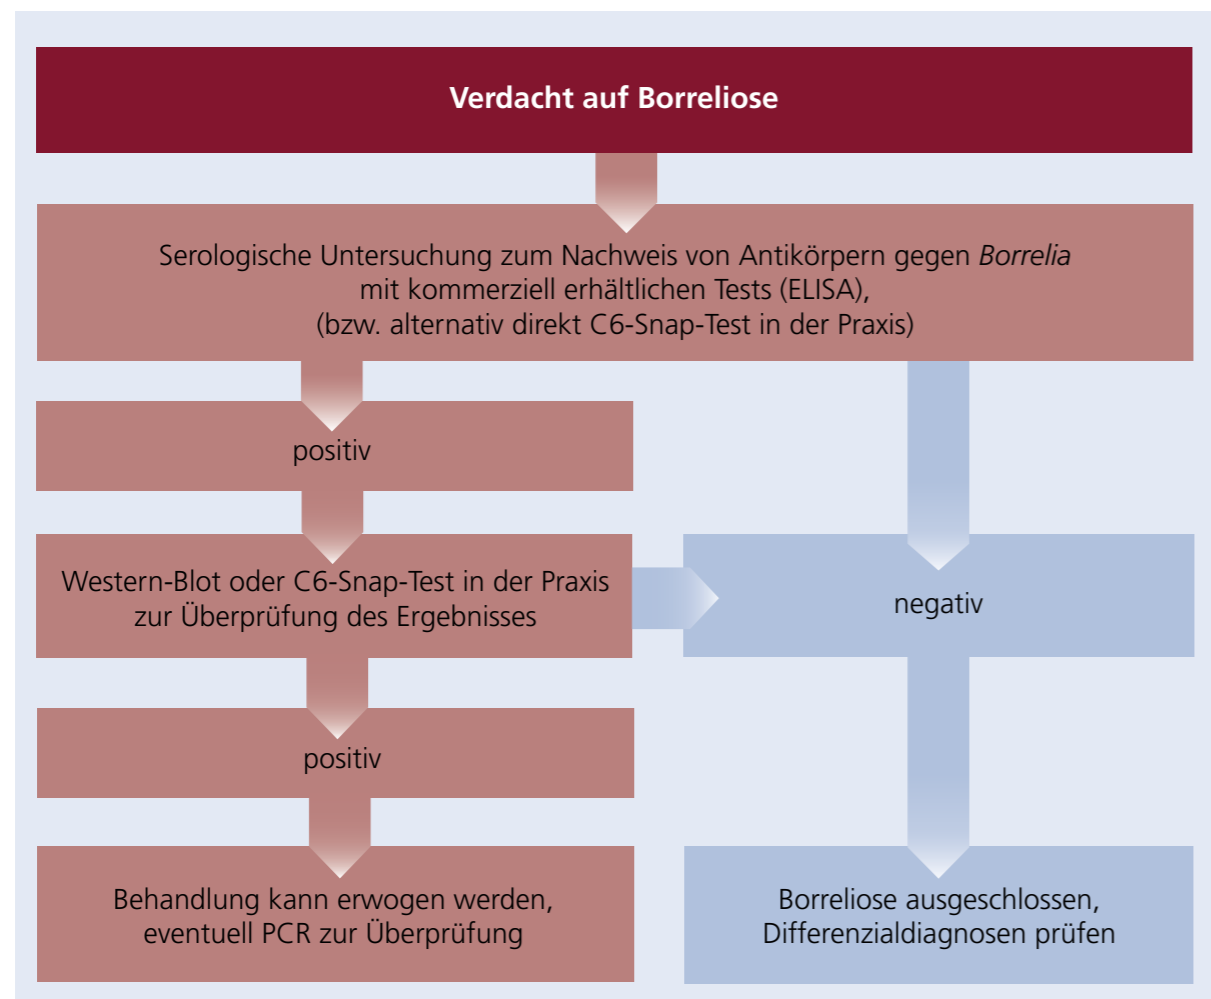 Verdacht auf Borreliose
Serologische Untersuchung zum Nachweis von Antikörpern gegen Borrelia
mit kommerziell erhältlichen Tests (ELISA),
(bzw. alternativ direkt C6-Snap-Test in der Praxis)
positiv
Western-Blot oder C6-Snap-Test in der Praxis
zur Überprüfung des Ergebnisses
negativ
positiv
Behandlung kann erwogen werden,
eventuell PCR zur Überprüfung
Borreliose ausgeschlossen,
Differenzialdiagnosen prüfen